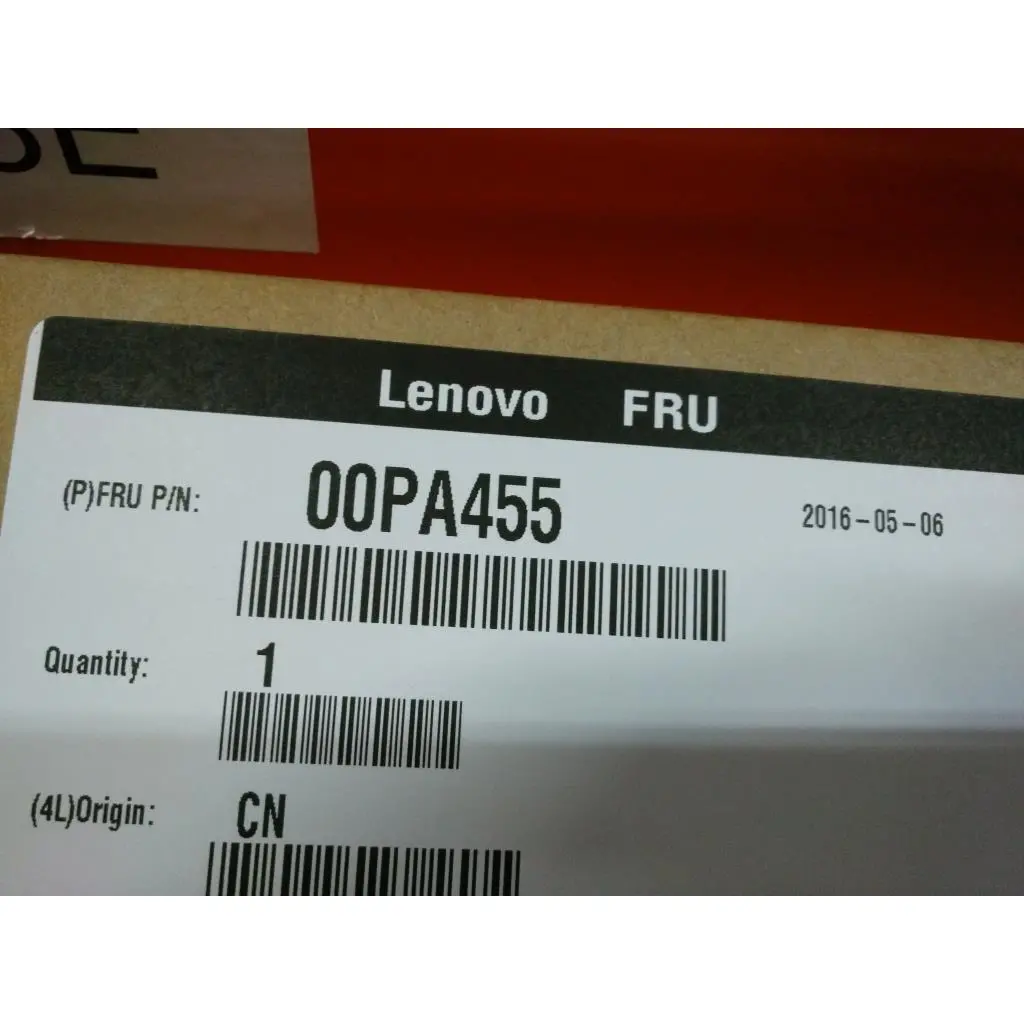 Lenovo FRU
(P)FRU P/N: 00PA455 2016-05-06
Quantity: 1
(4L)Origin: CN